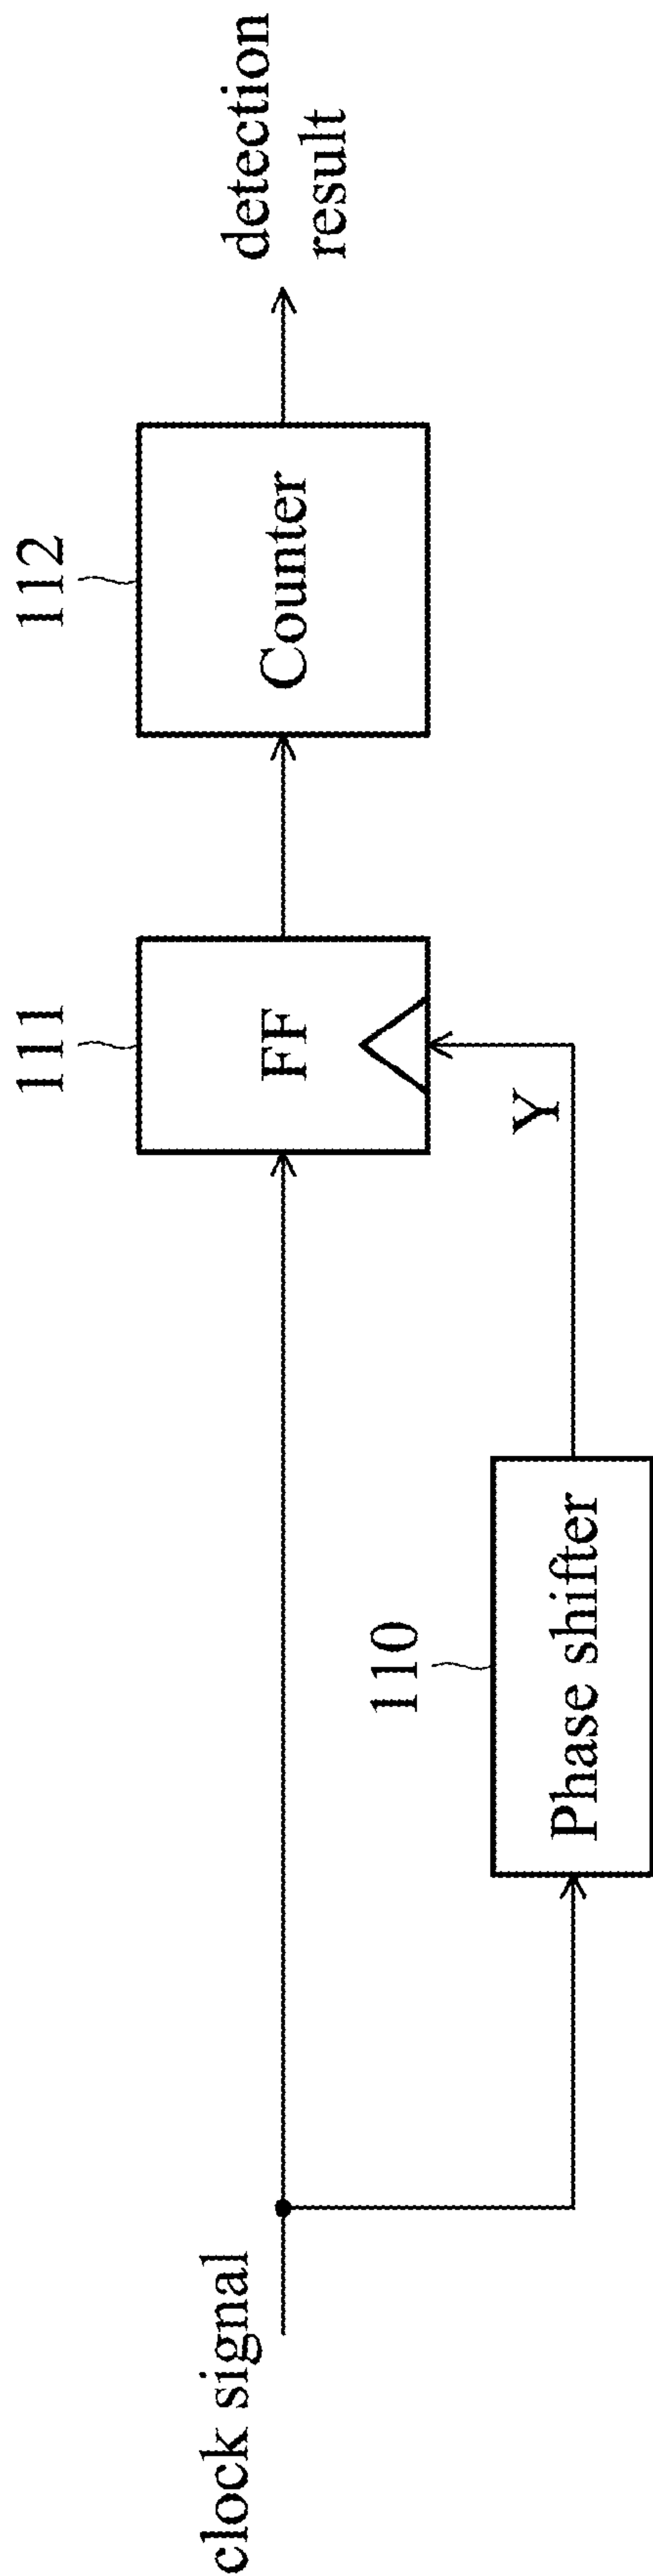 clock signal
110
Phase shifter
Y
111
FF
112
Counter
detection
result